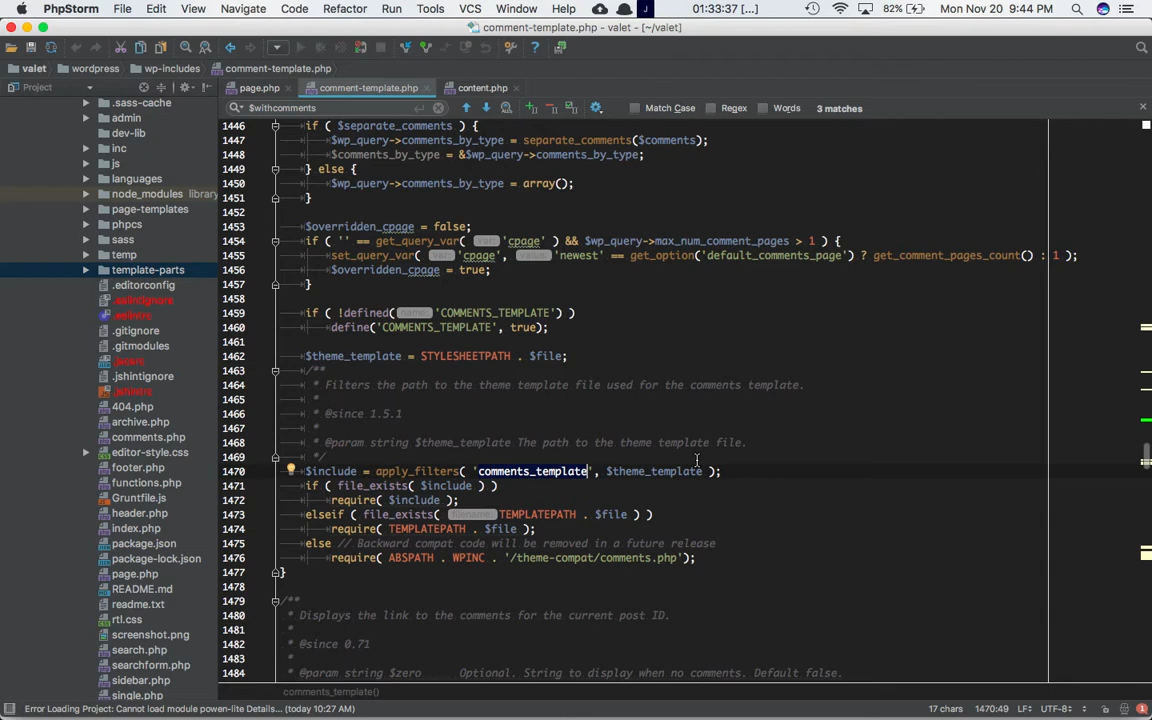 PhpStorm File Edit View Navigate Code Refactor Run Tools VCS Window Help J 01:33:37 [...] 82% Mon Nov 20 9:44 PM
comment-template.php - valet [~/valet]
valet wordpress wp-includes comment-template.php
Project page.php comment-template.php content.php
$withcomments Match Case Regex Words 3 matches
.sass-cache
admin
dev-lib
inc
js
languages
node_modules library
page-templates
phpcs
sass
temp
template-parts
.editorconfig
.eslintignore
.eslintrc
.gitignore
.gitmodules
.jscsrc
.jshintignore
.jshintrc
404.php
archive.php
comments.php
editor-style.css
footer.php
functions.php
Gruntfile.js
header.php
index.php
package.json
package-lock.json
page.php
README.md
readme.txt
rtl.css
screenshot.png
search.php
searchform.php
sidebar.php
single.php
1446 if ( $separate_comments ) {
1447 $wp_query->comments_by_type = separate_comments($comments);
1448 $comments_by_type = &$wp_query->comments_by_type;
1449 } else {
1450 $wp_query->comments_by_type = array();
1451 }
1452
1453 $overridden_cpage = false;
1454 if ( '' == get_query_var( var: 'cpage' ) && $wp_query->max_num_comment_pages > 1 ) {
1455 set_query_var( var: 'cpage', value: 'newest' == get_option('default_comments_page') ? get_comment_pages_count() : 1 );
1456 $overridden_cpage = true;
1457 }
1458
1459 if ( !defined( name: 'COMMENTS_TEMPLATE') )
1460 define('COMMENTS_TEMPLATE', true);
1461
1462 $theme_template = STYLESHEETPATH . $file;
1463 /**
1464 * Filters the path to the theme template file used for the comments template.
1465 *
1466 * @since 1.5.1
1467 *
1468 * @param string $theme_template The path to the theme template file.
1469 */
1470 $include = apply_filters( 'comments_template', $theme_template );
1471 if ( file_exists( $include ) )
1472 require( $include );
1473 elseif ( file_exists( filename: TEMPLATEPATH . $file ) )
1474 require( TEMPLATEPATH . $file );
1475 else // Backward compat code will be removed in a future release
1476 require( ABSPATH . WPINC . '/theme-compat/comments.php');
1477 }
1478
1479 /**
1480 * Displays the link to the comments for the current post ID.
1481 *
1482 * @since 0.71
1483 *
1484 * @param string $zero Optional. String to display when no comments. Default false.
comments_template()
Error Loading Project: Cannot load module powen-lite Details... (today 10:27 AM) 17 chars 1470:49 LF÷ UTF-8÷ 1